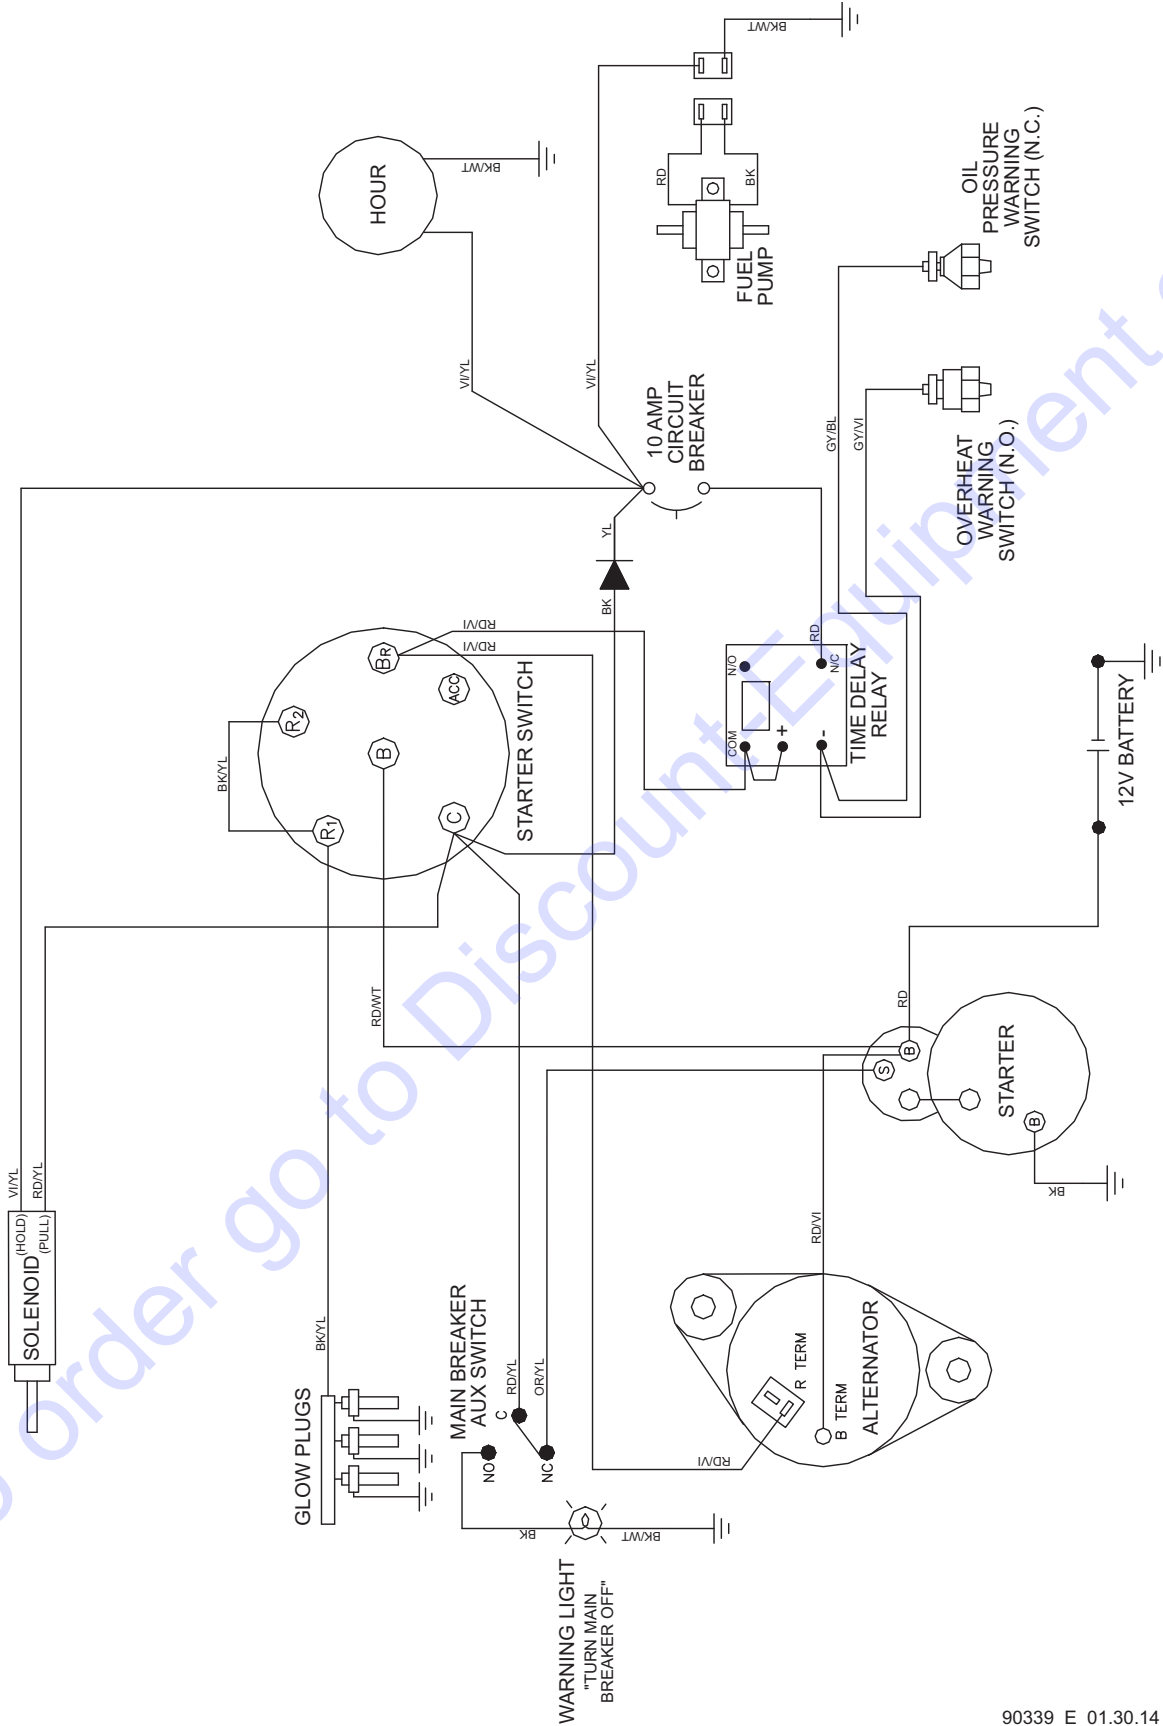 SOLENOID
(HOLD)
(PULL)
VI/YL
RD/YL
GLOW PLUGS
BK/YL
MAIN BREAKER
AUX SWITCH
NO
C
NC
RD/YL
OR/YL
BK
BK/WT
WARNING LIGHT
"TURN MAIN
BREAKER OFF"
RD/VI
R TERM
B TERM
ALTERNATOR
RD/VI
BK/YL
R1
R2
B
BR
ACC
C
STARTER SWITCH
RD/WT
RD/VI
RD/VI
BK
YL
HOUR
BK/WT
VI/YL
VI/YL
10 AMP
CIRCUIT
BREAKER
FUEL
PUMP
RD
BK
BK/WT
COM
N/O
+
-
N/C
RD
TIME DELAY
RELAY
GY/BL
GY/VI
OVERHEAT
WARNING
SWITCH (N.O.)
OIL
PRESSURE
WARNING
SWITCH (N.C.)
S
B
B
STARTER
RD
BK
12V BATTERY
order go to Discount-Equipment
90339 E 01.30.14